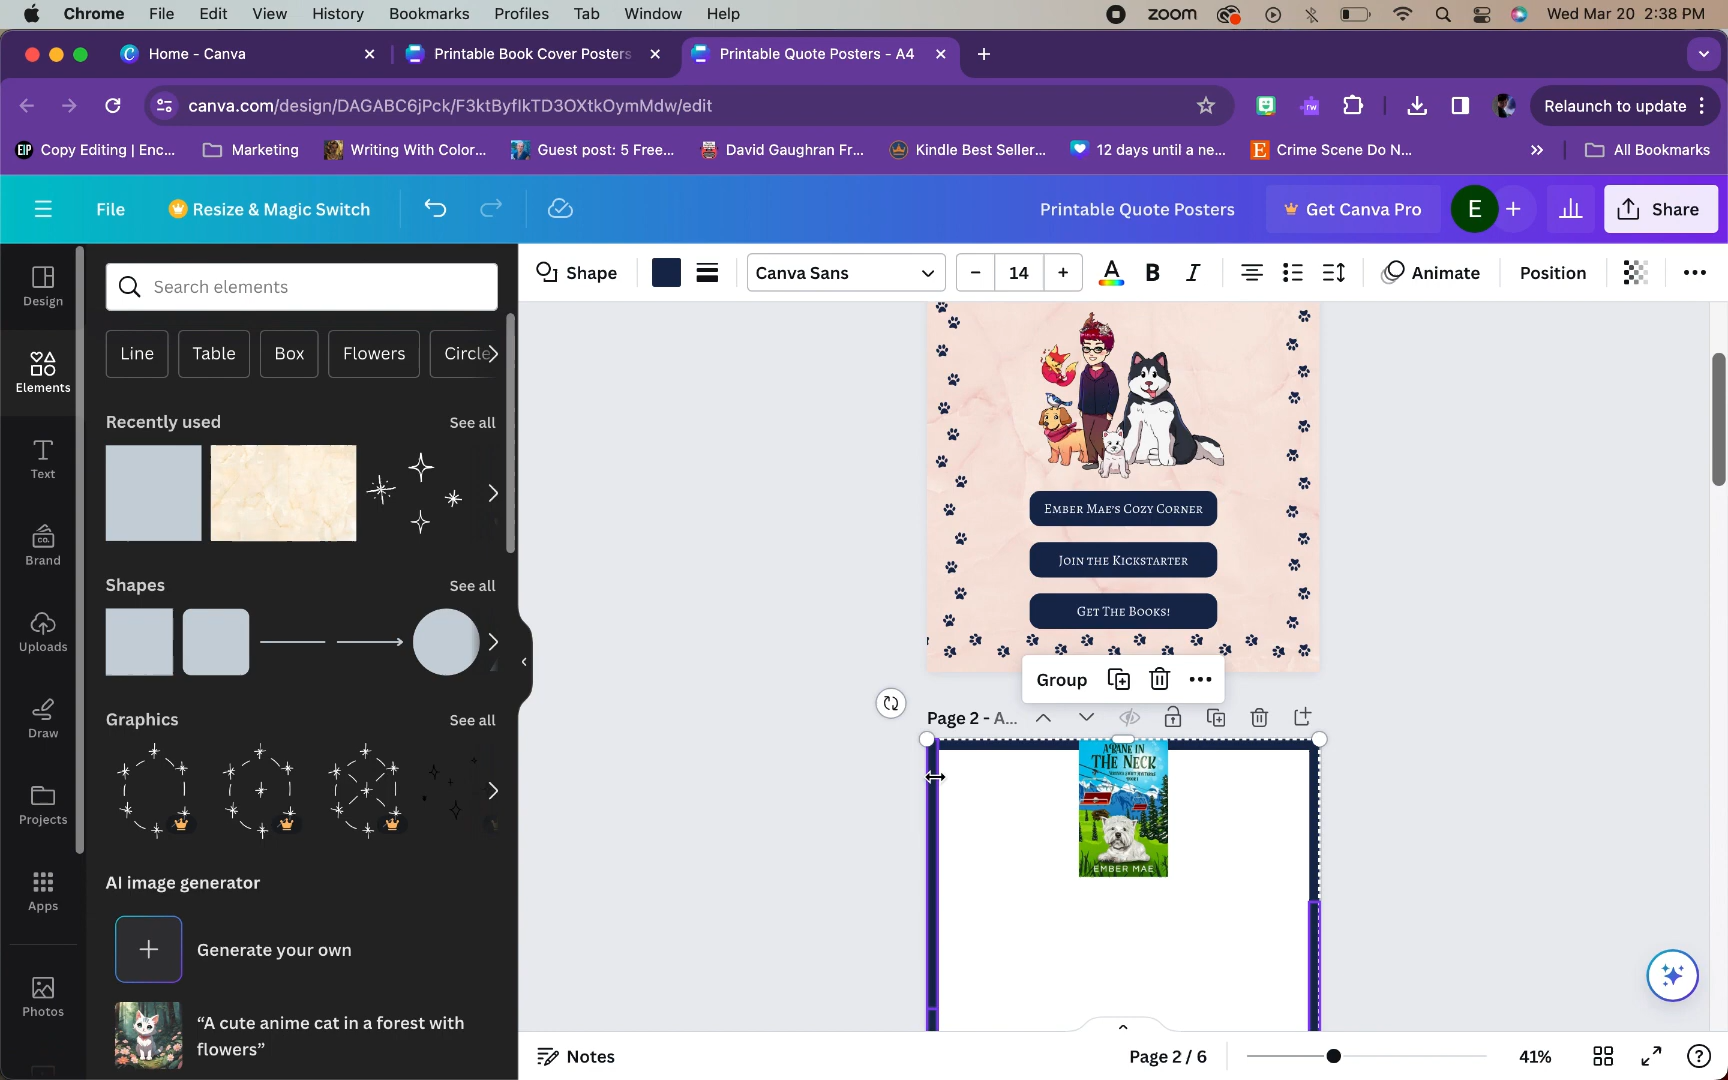 Chrome File Edit View History Bookmarks Profiles Tab Window Help zoom Wed Mar 20 2:38 PM
Home - Canva Printable Book Cover Posters Printable Quote Posters - A4
canva.com/design/DAGABC6jPck/F3ktByflkTD3OXtkOymMdw/edit Relaunch to update
Copy Editing | Enc... Marketing Writing With Color... Guest post: 5 Free... David Gaughran Fr... Kindle Best Seller... 12 days until a ne... Crime Scene Do N... All Bookmarks
File Resize & Magic Switch Printable Quote Posters Get Canva Pro E Share
Design
Elements
Text
Brand
Uploads
Draw
Projects
Apps
Photos
Search elements
Line Table Box Flowers Circle
Recently used See all
Shapes See all
Graphics See all
AI image generator
Generate your own
“A cute anime cat in a forest with
flowers”
Shape Canva Sans 14 A B I Animate Position
Ember Mae's Cozy Corner
Join the Kickstarter
Get The Books!
Group
Page 2 - A...
A BANE IN
THE NECK
EMBER MAE
Notes Page 2 / 6 41%